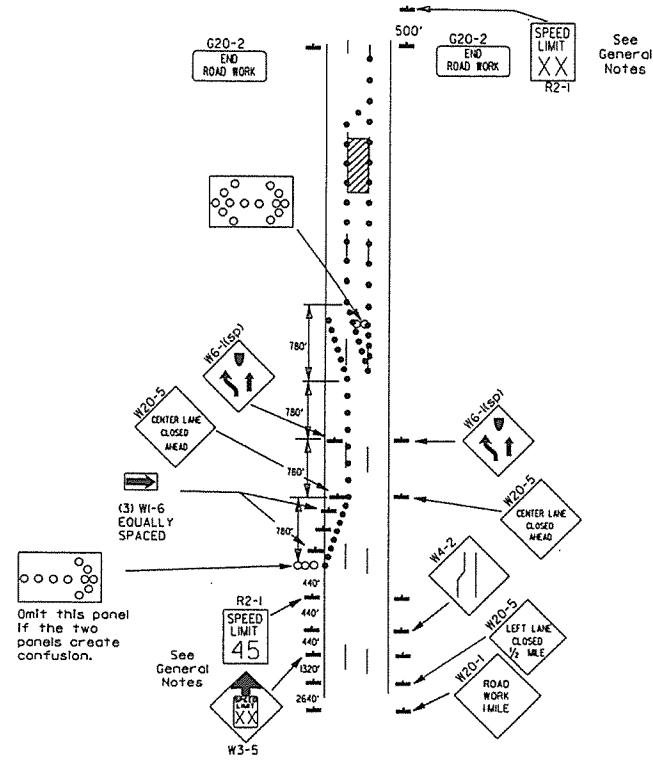 500'
G20-2
END
ROAD WORK
G20-2
END
ROAD WORK
SPEED
LIMIT
XX
R2-1
See
General
Notes
780'
W6-1(sp)
780'
W20-5
CENTER LANE
CLOSED
AHEAD
W6-1(sp)
780'
(3) W1-6
EQUALLY
SPACED
W20-5
CENTER LANE
CLOSED
AHEAD
780'
Omit this panel
if the two
panels create
confusion.
440'
R2-1
SPEED
LIMIT
45
440'
W4-2
440'
W20-5
LEFT LANE
CLOSED
1/2 MILE
See
General
Notes
1320'
W20-1
ROAD
WORK
1 MILE
2640'
SPEED
LIMIT
XX
W3-5